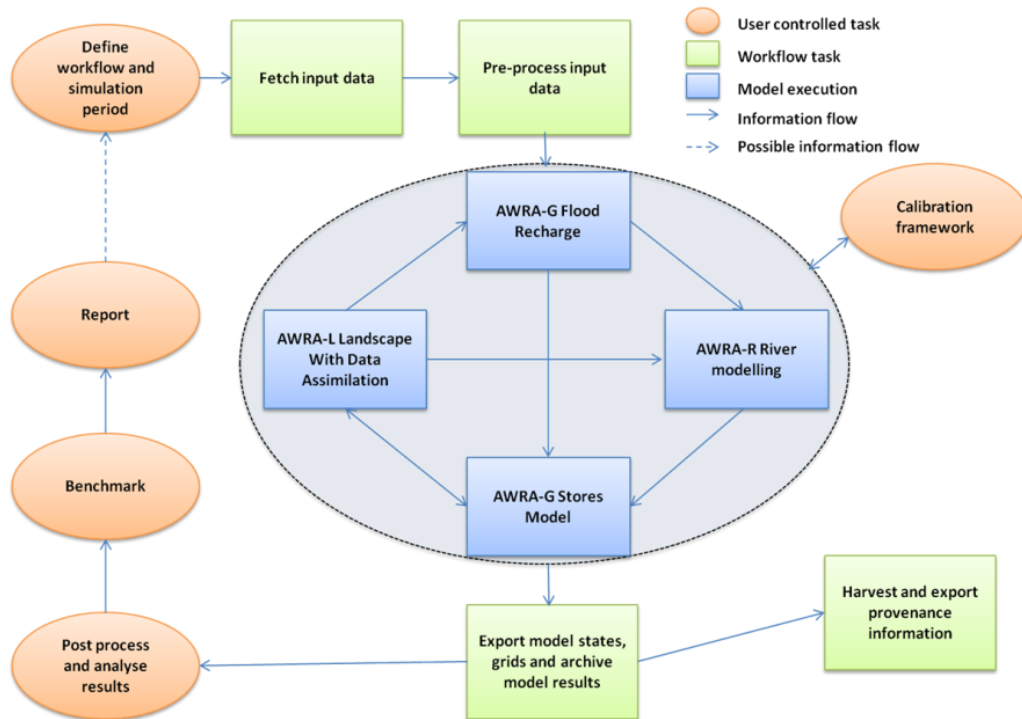 Define
workflow and
simulation
period
Fetch input data
Pre-process input
data
User controlled task
Workflow task
Model execution
Information flow
Possible information flow
AWRA-G Flood
Recharge
Calibration
framework
Report
AWRA-L Landscape
With Data
Assimilation
AWRA-R River
modelling
Benchmark
AWRA-G Stores
Model
Post process
and analyse
results
Export model states,
grids and archive
model results
Harvest and export
provenance
information